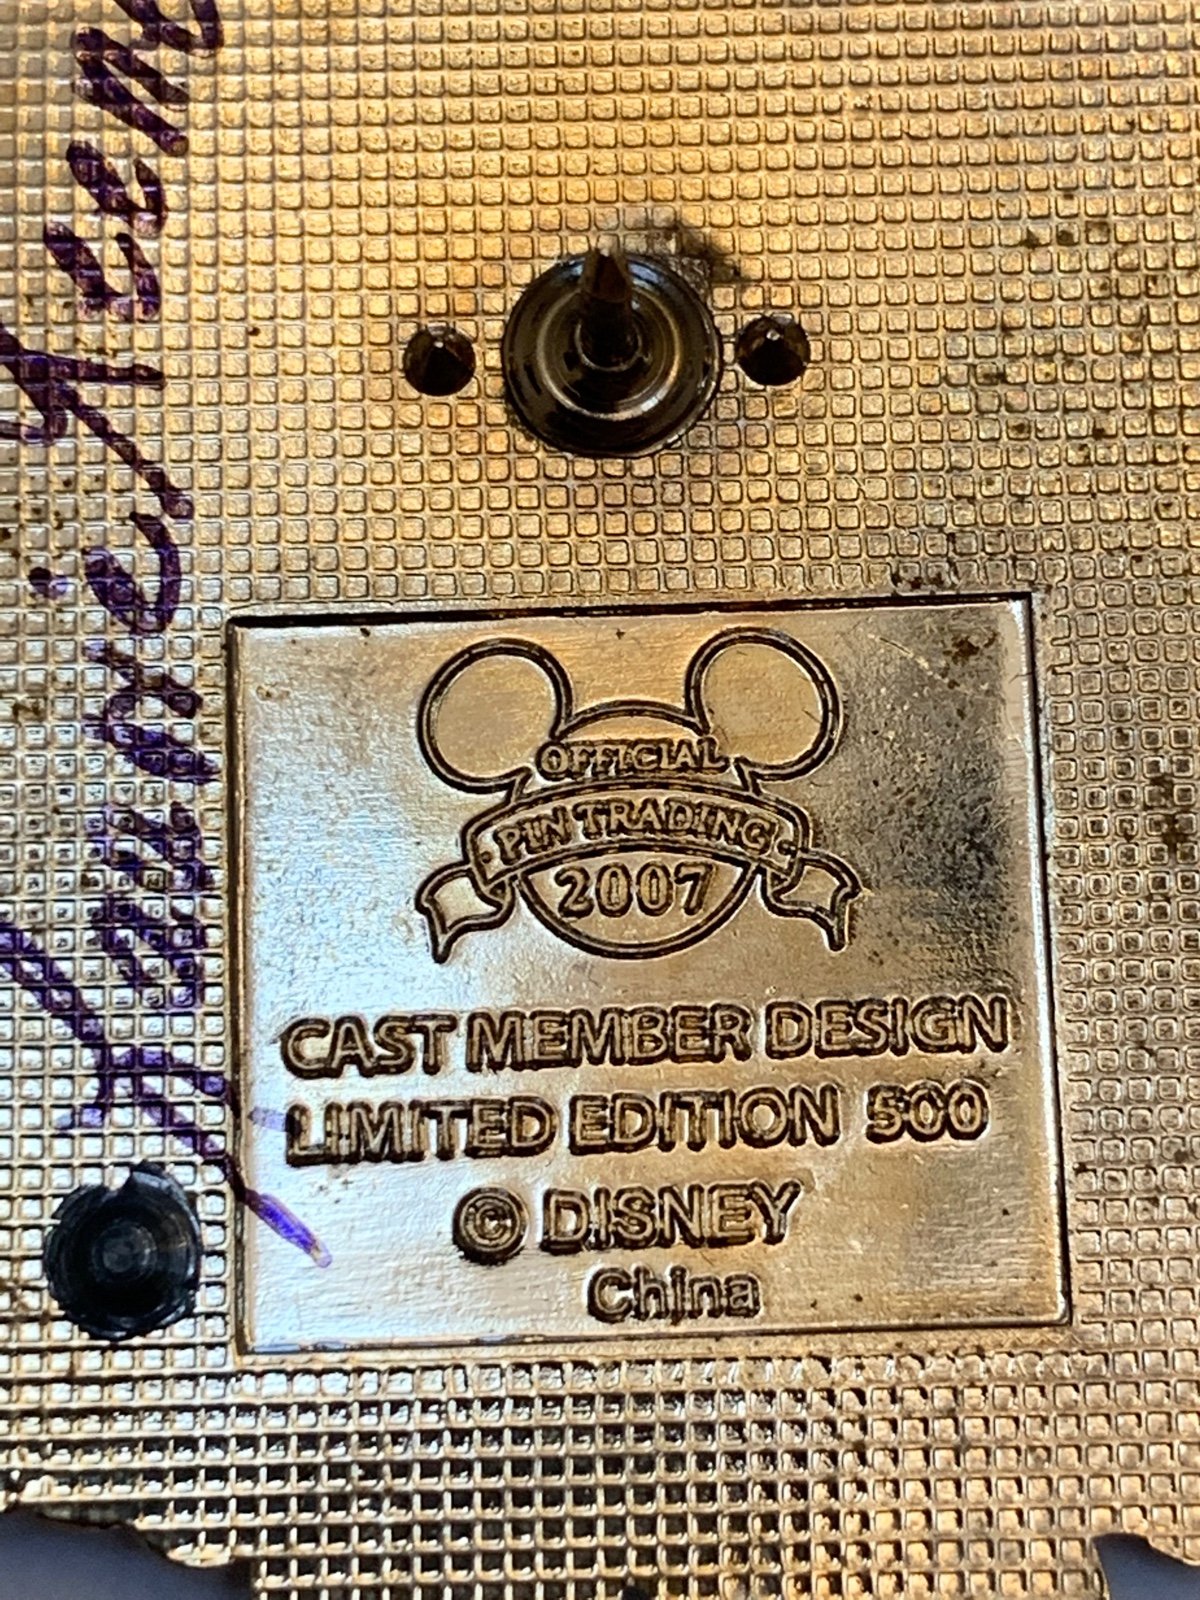 OFFICIAL
PIN TRADING
2007
CAST MEMBER DESIGN
LIMITED EDITION 500
© DISNEY
China